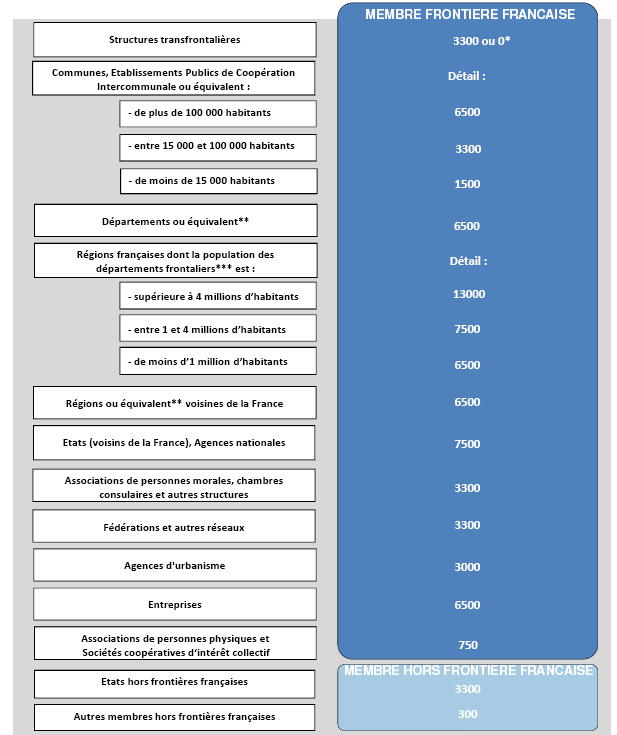 MEMBRE FRONTIERE FRANCAISE
Structures transfrontalières
3300 ou 0*
Communes, Etablissements Publics de Coopération
Intercommunale ou équivalent :
Détail :
- de plus de 100 000 habitants
6500
- entre 15 000 et 100 000 habitants
3300
- de moins de 15 000 habitants
1500
Départements ou équivalent**
6500
Régions françaises dont la population des
départements frontaliers*** est :
Détail :
- supérieure à 4 millions d’habitants
13000
- entre 1 et 4 millions d’habitants
7500
- de moins d’1 million d’habitants
6500
Régions ou équivalent** voisines de la France
6500
Etats (voisins de la France), Agences nationales
7500
Associations de personnes morales, chambres
consulaires et autres structures
3300
Fédérations et autres réseaux
3300
Agences d'urbanisme
3000
Entreprises
6500
Associations de personnes physiques et
Sociétés coopératives d’intérêt collectif
750
MEMBRE HORS FRONTIERE FRANCAISE
Etats hors frontières françaises
3300
Autres membres hors frontières françaises
300